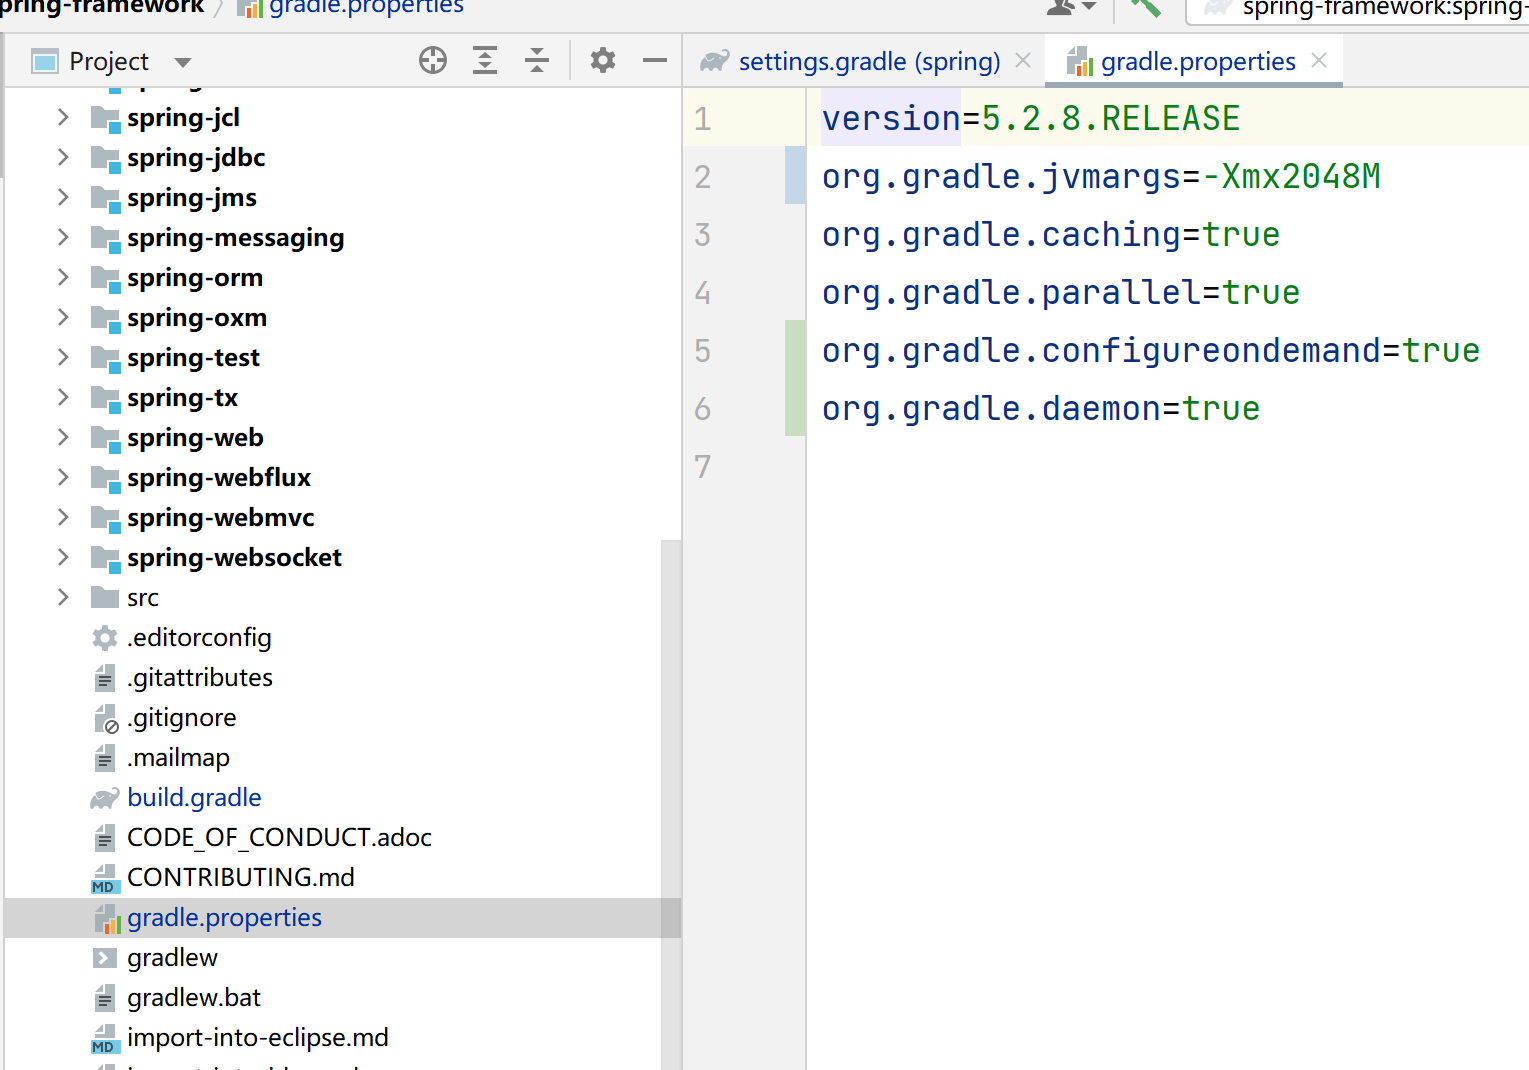 pring-framework
gradle.properties
spring-framework:spring-
Project
settings.gradle (spring)
gradle.properties
spring-jcl
spring-jdbc
spring-jms
spring-messaging
spring-orm
spring-oxm
spring-test
spring-tx
spring-web
spring-webflux
spring-webmvc
spring-websocket
src
.editorconfig
.gitattributes
.gitignore
.mailmap
build.gradle
CODE_OF_CONDUCT.adoc
MD CONTRIBUTING.md
gradle.properties
gradlew
gradlew.bat
MD import-into-eclipse.md
1 version=5.2.8.RELEASE
2 org.gradle.jvmargs=-Xmx2048M
3 org.gradle.caching=true
4 org.gradle.parallel=true
5 org.gradle.configureondemand=true
6 org.gradle.daemon=true
7